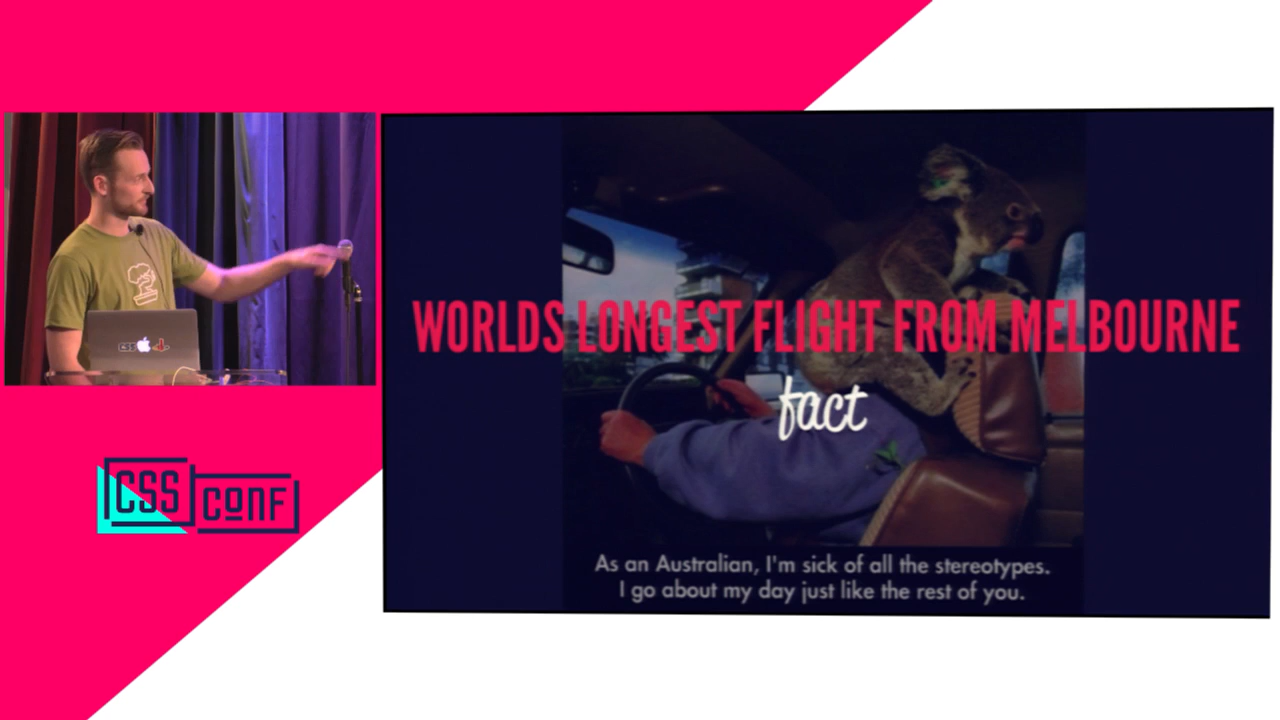 WORLDS LONGEST FLIGHT FROM MELBOURNE
fact
As an Australian, I'm sick of all the stereotypes.
I go about my day just like the rest of you.
CSS
CSS
CONF